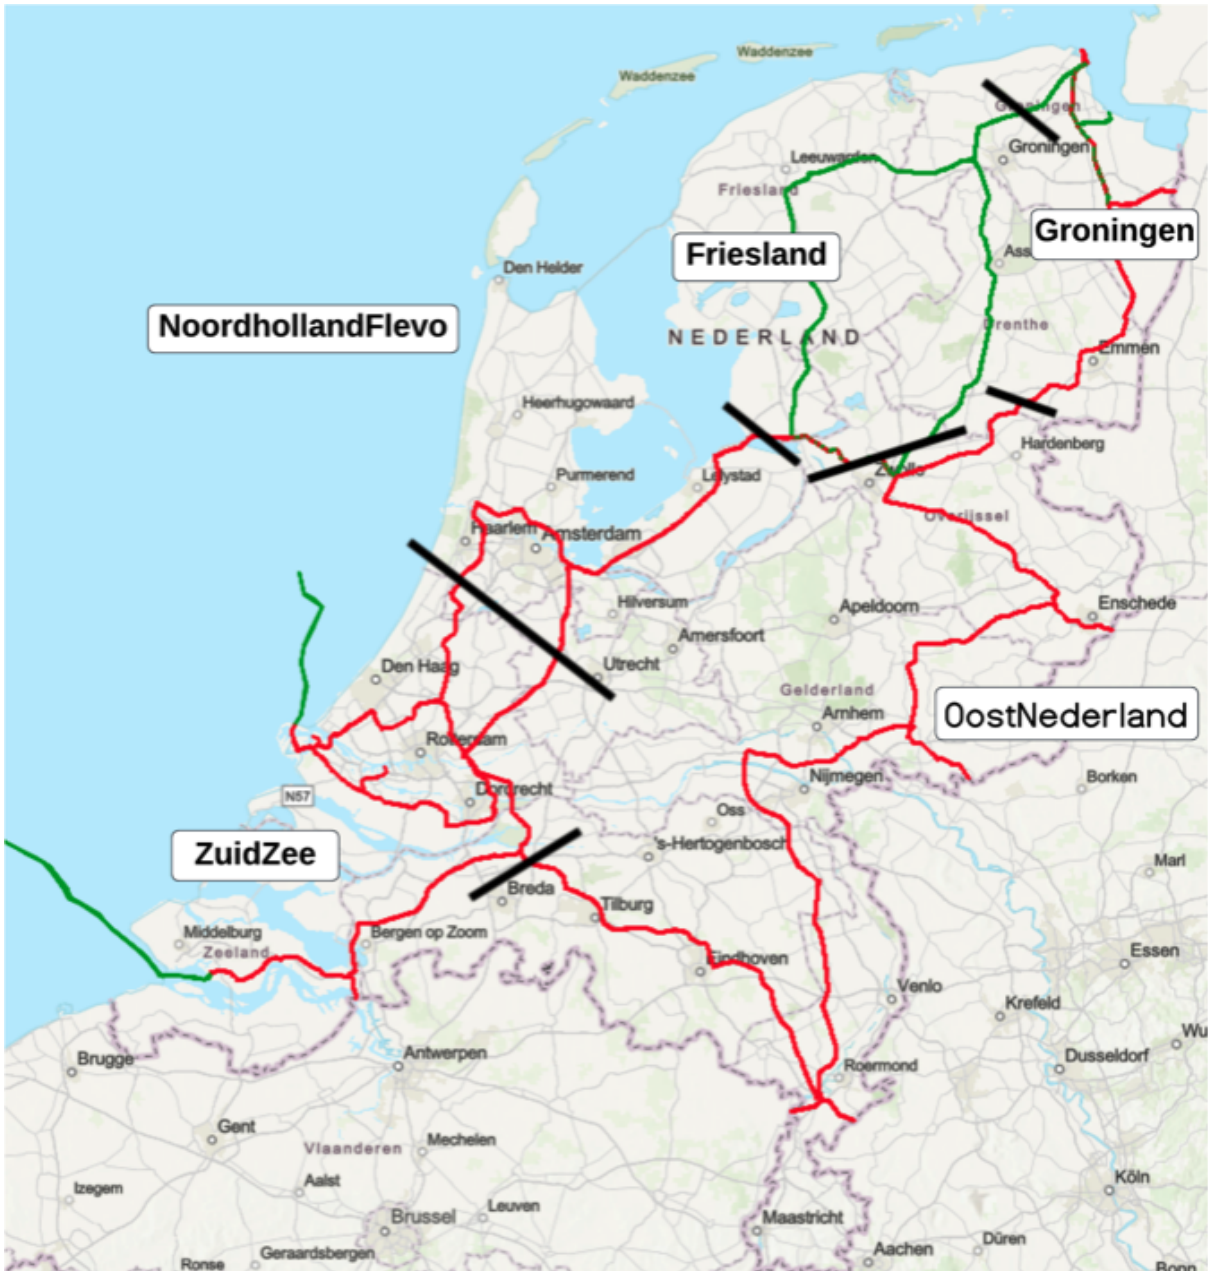 Waddenzee
Waddenzee
Groningen
Groningen
Leeuwarden
Friesland
Groningen
Friesland
Ass
Den Helder
NoordhollandFlevo
Drenthe
NEDERLAND
Emmen
Heerhugowaard
Hardenberg
Purmerend
Lelystad
Zwolle
Overijssel
Haarlem
Amsterdam
Hilversum
Apeldoorn
Enschede
Amersfoort
Den Haag
Utrecht
Gelderland
OostNederland
Arnhem
Rotterdam
Nijmegen
Borken
N57
Dordrecht
Oss
's-Hertogenbosch
ZuidZee
Marl
Breda
Tilburg
Middelburg
Zeeland
Bergen op Zoom
Eindhoven
Essen
Venlo
Krefeld
Wu
Brugge
Antwerpen
Roermond
Dusseldorf
Gent
Vlaanderen
Mechelen
Izegem
Aalst
Köln
Leuven
Brussel
Maastricht
Geraardsbergen
Düren
Aachen
Ronse
Bonn